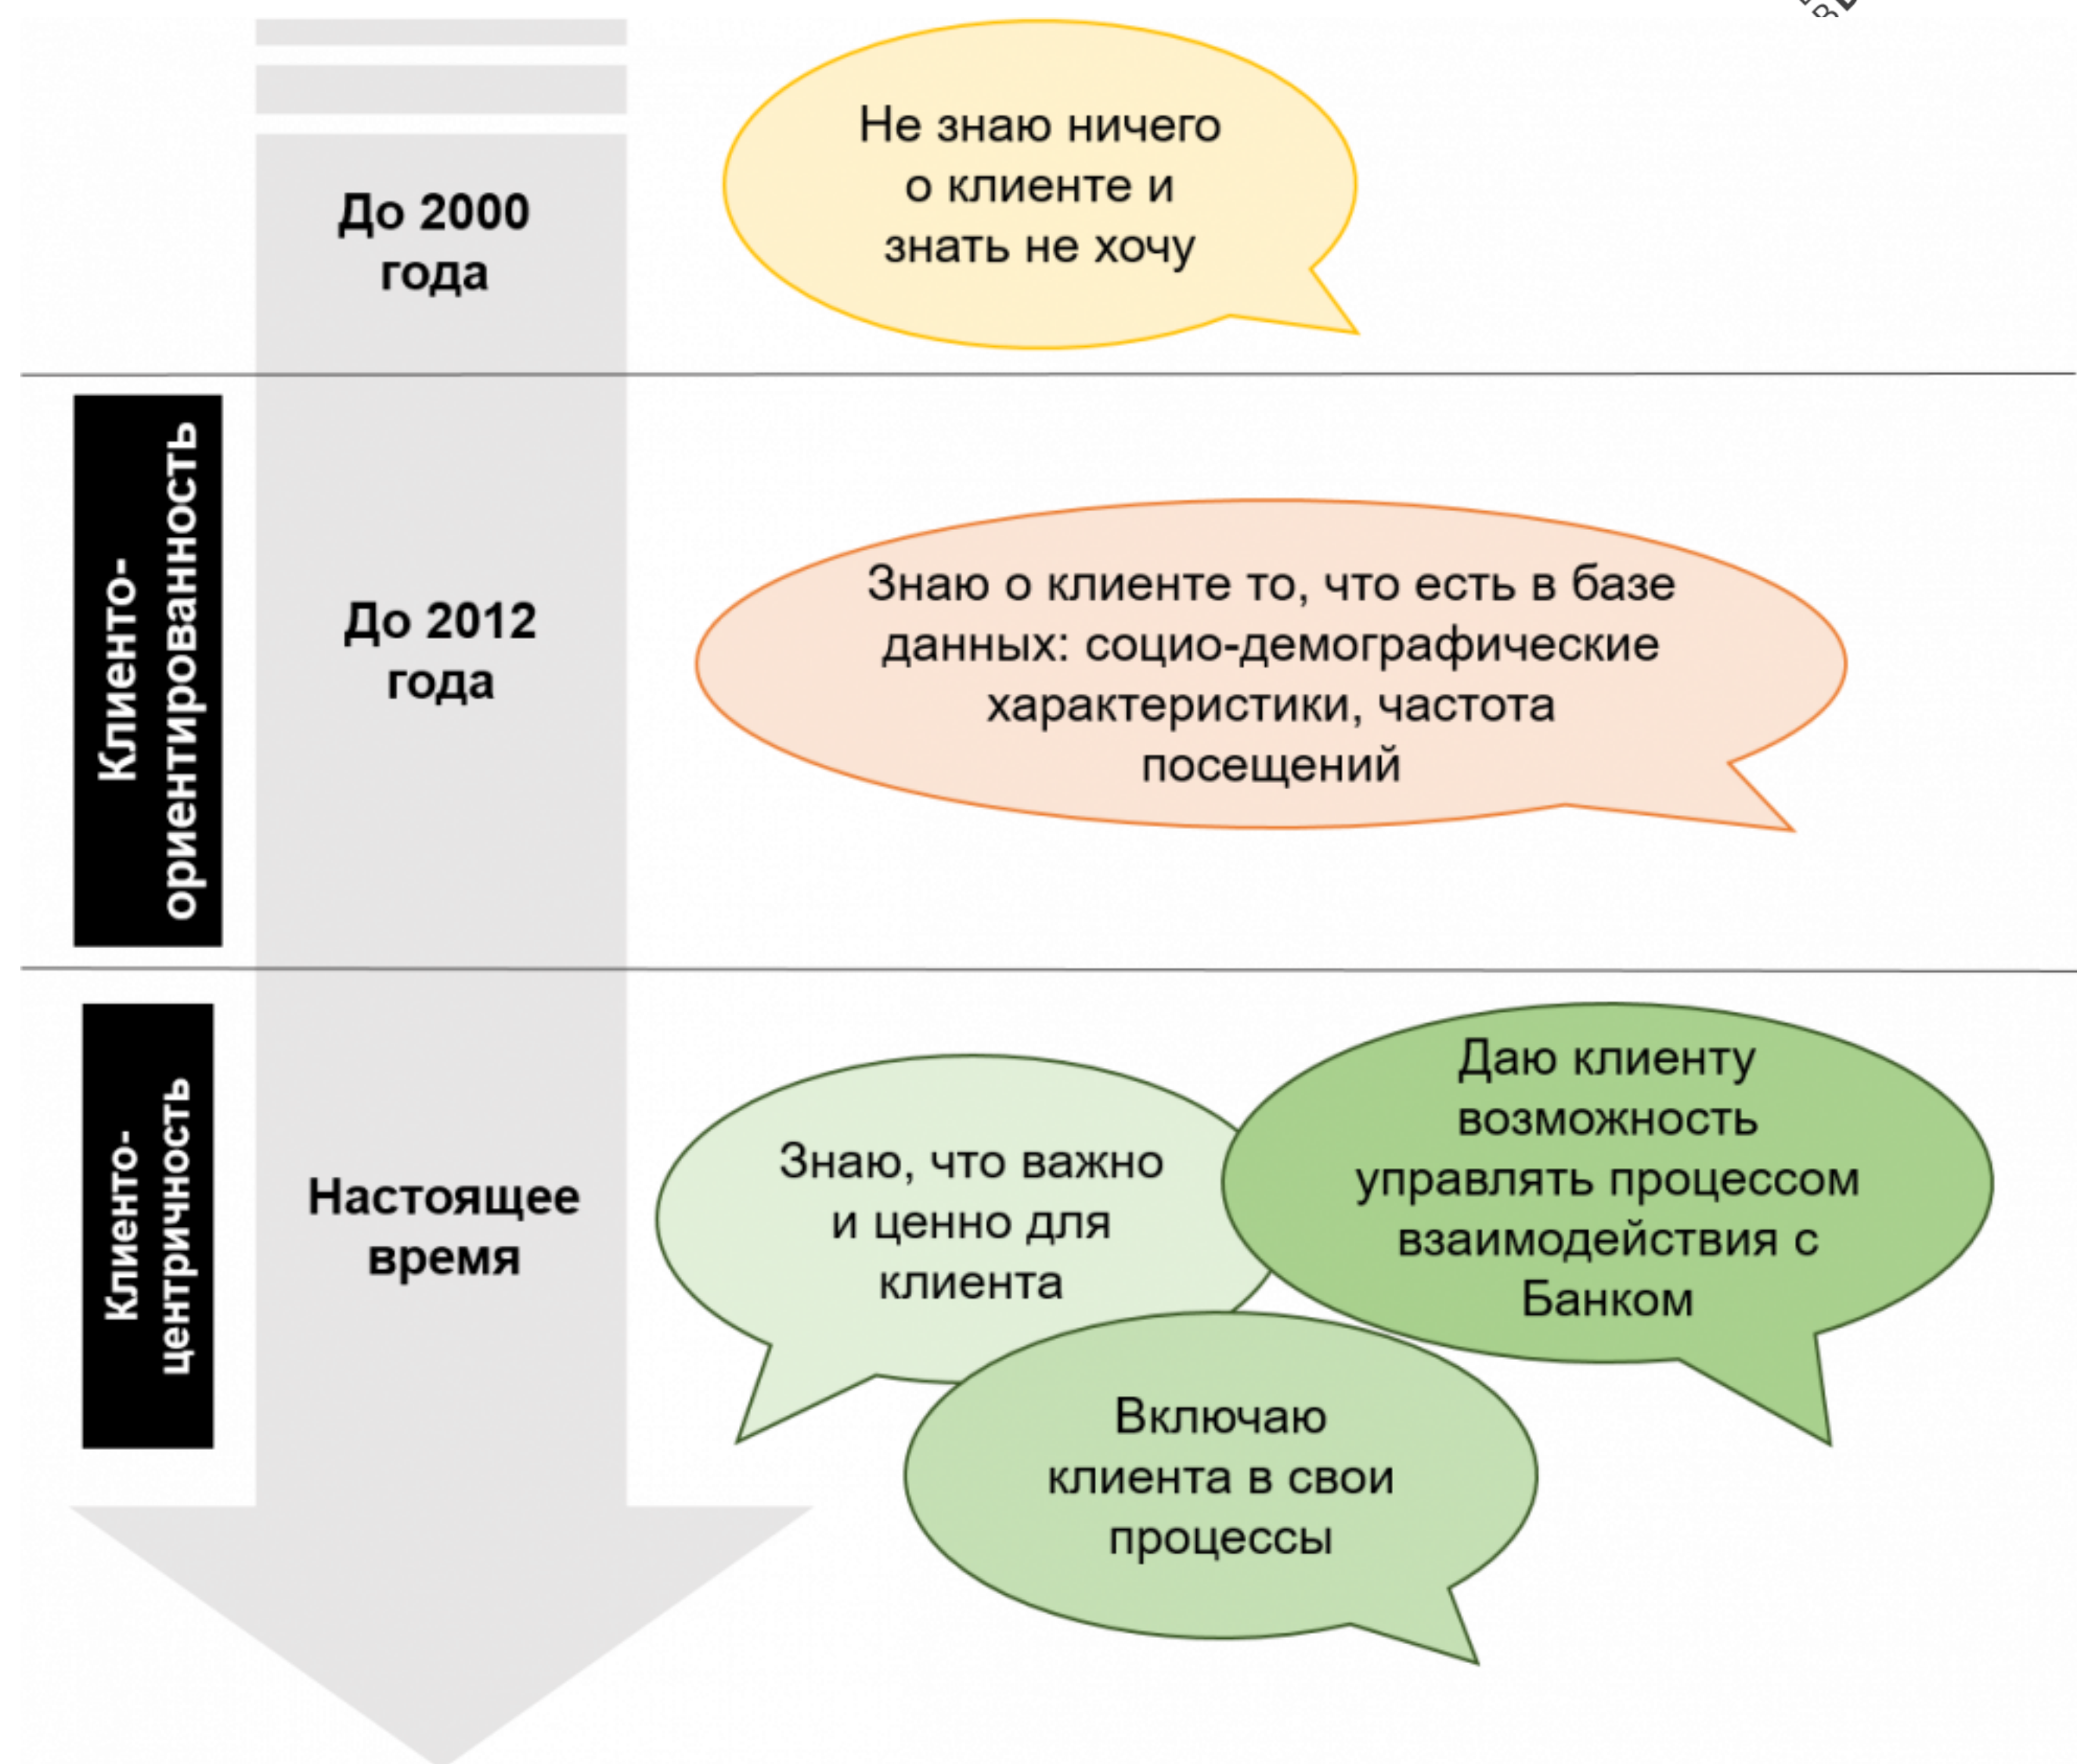 До 2000
года
Не знаю ничего
о клиенте и
знать не хочу
Клиенто-
ориентированность
До 2012
года
Знаю о клиенте то, что есть в базе
данных: социо-демографические
характеристики, частота
посещений
Клиенто-
центричность
Настоящее
время
Знаю, что важно
и ценно для
клиента
Даю клиенту
возможность
управлять процессом
взаимодействия с
Банком
Включаю
клиента в свои
процессы